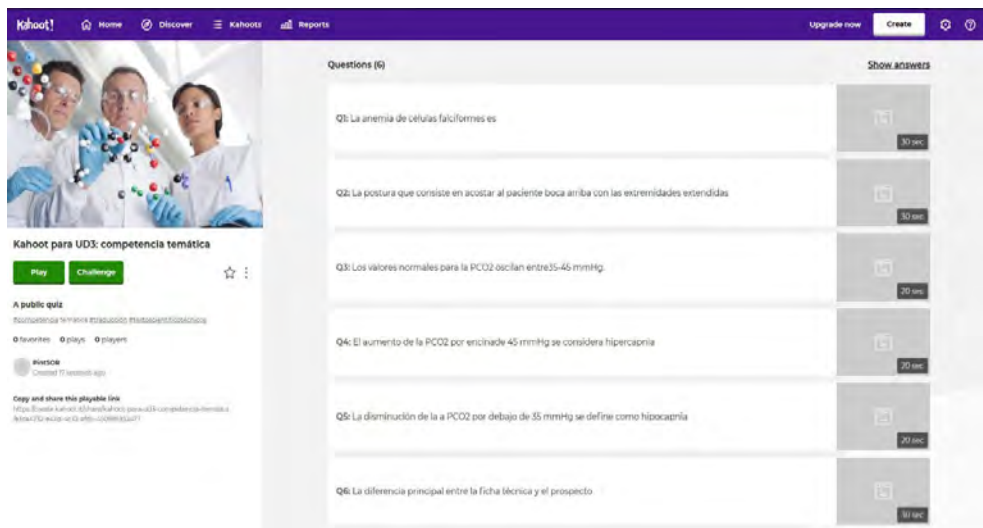 Kahoot! Home Discover Kahoots Reports Upgrade now Create
Questions (6) Show answers
Q1: La anemia de células falciformes es
30 sec
Q2: La postura que consiste en acostar al paciente boca arriba con las extremidades extendidas
30 sec
Kahoot para UD3: competencia temática
Play Challenge
A public quiz
0 favorites 0 plays 0 players
Created 17 seconds ago
Copy and share this playable link
Q3: Los valores normales para la PCO2 oscilan entre35-45 mmHg.
20 sec
Q4: El aumento de la PCO2 por encinade 45 mmHg se considera hipercapnia
20 sec
Q5: La disminución de la a PCO2 por debajo de 35 mmHg se define como hipocapnia
20 sec
Q6: La diferencia principal entre la ficha técnica y el prospecto